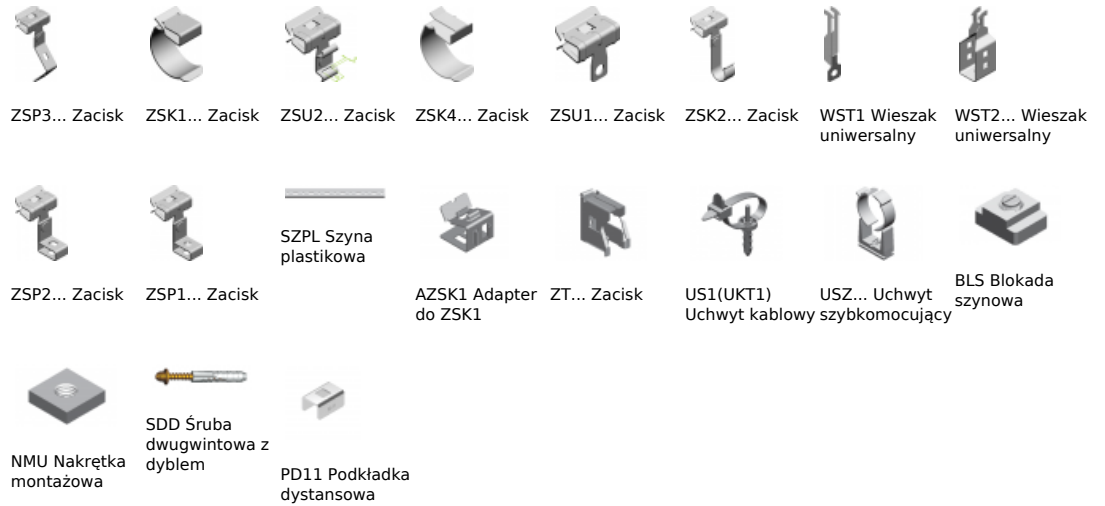 ZSP3... Zacisk
ZSK1... Zacisk
ZSU2... Zacisk
ZSK4... Zacisk
ZSU1... Zacisk
ZSK2... Zacisk
WST1 Wieszak
uniwersalny
WST2... Wieszak
uniwersalny
ZSP2... Zacisk
ZSP1... Zacisk
SZPL Szyna
plastikowa
AZSK1 Adapter
do ZSK1
ZT... Zacisk
US1(UKT1)
Uchwyt kablowy
USZ... Uchwyt
szybkomocujący
BLS Blokada
szynowa
NMU Nakrętka
montażowa
SDD Śruba
dwugwintowa z
dyblem
PD11 Podkładka
dystansowa